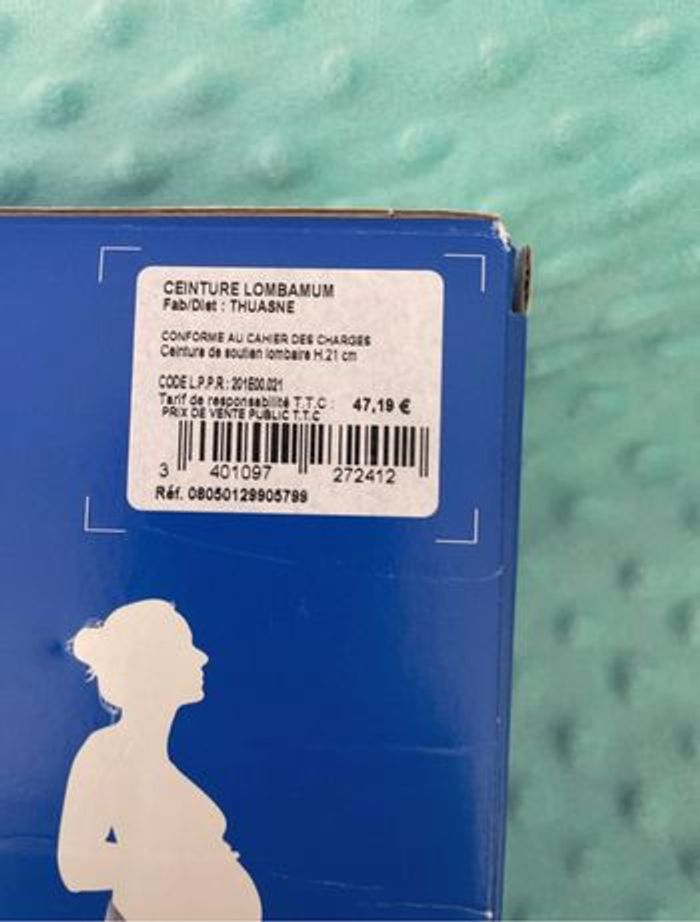 CEINTURE LOMBAMUM
Fab/Dist : THUASNE
CONFORME AU CAHIER DES CHARGES
Ceinture de soutien lombaire H.21 cm
CODE L.P.P.R : 201E00.021
Tarif de responsabilité T.T.C : 47,19 €
PRIX DE VENTE PUBLIC T.T.C
3 401097 272412
Réf. 08050129905799